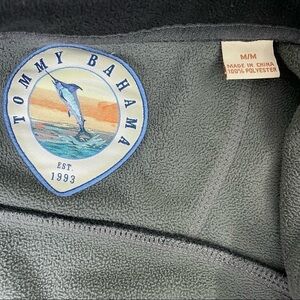 TOMMY BAHAMA
EST.
1993
M/M
MADE IN CHINA
100% POLYESTER